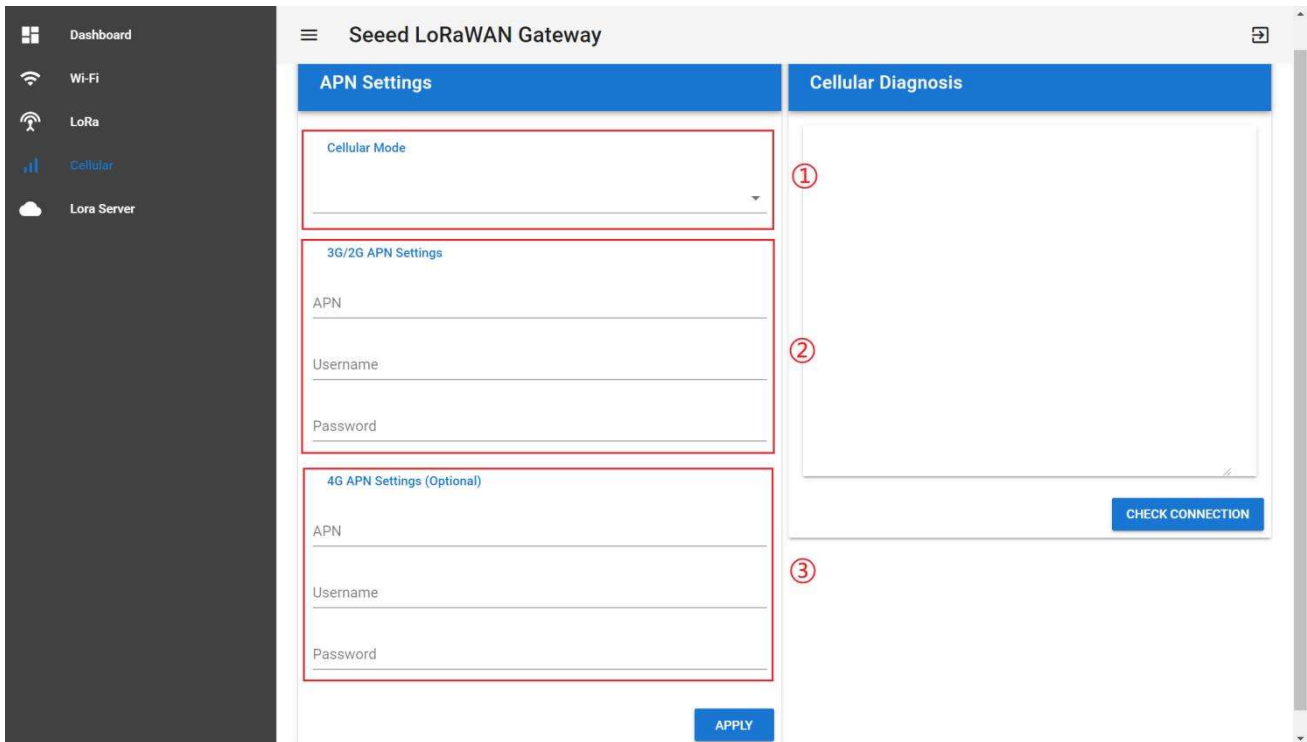 Dashboard
Wi-Fi
LoRa
Cellular
Lora Server
Seeed LoRaWAN Gateway
APN Settings
Cellular Mode
①
3G/2G APN Settings
APN
Username
Password
②
4G APN Settings (Optional)
APN
Username
Password
③
APPLY
Cellular Diagnosis
CHECK CONNECTION